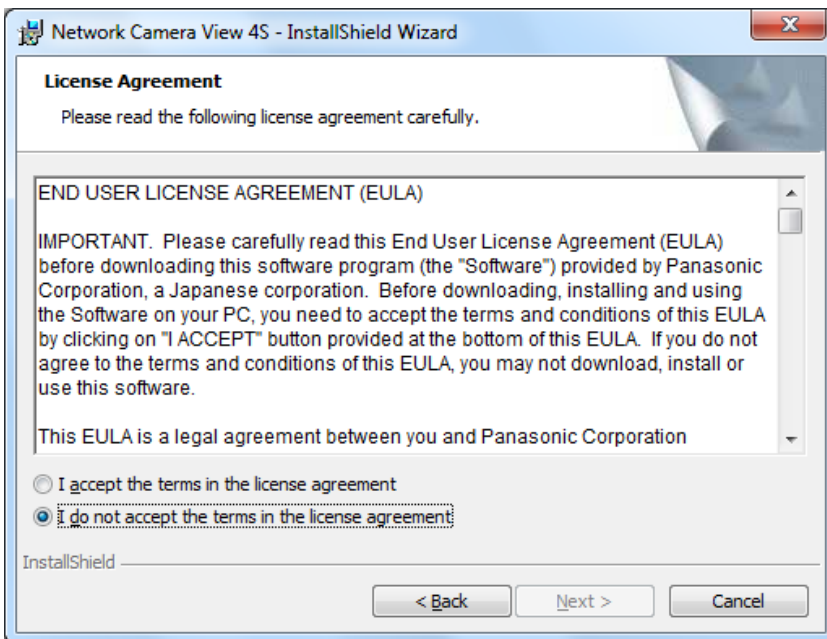 Network Camera View 4S - InstallShield Wizard
License Agreement
Please read the following license agreement carefully.
END USER LICENSE AGREEMENT (EULA)
IMPORTANT.  Please carefully read this End User License Agreement (EULA)
before downloading this software program (the "Software") provided by Panasonic
Corporation, a Japanese corporation.  Before downloading, installing and using
the Software on your PC, you need to accept the terms and conditions of this EULA
by clicking on "I ACCEPT" button provided at the bottom of this EULA.  If you do not
agree to the terms and conditions of this EULA, you may not download, install or
use this software.
This EULA is a legal agreement between you and Panasonic Corporation
I accept the terms in the license agreement
I do not accept the terms in the license agreement
InstallShield
< Back Next > Cancel